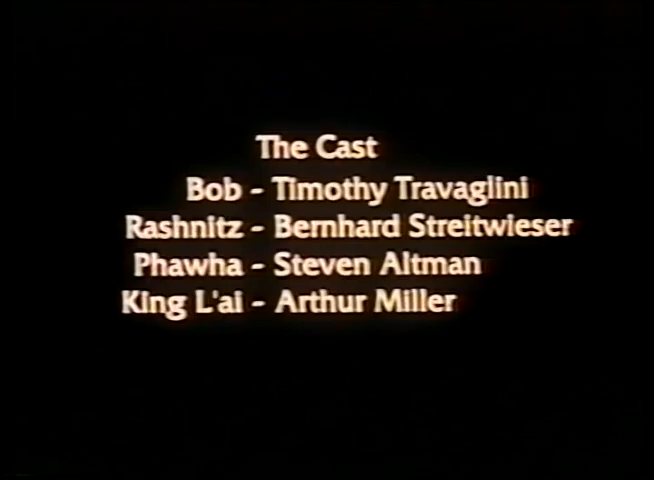 The Cast
Bob - Timothy Travaglini
Rashnitz - Bernhard Streitwieser
Phawha - Steven Altman
King L'ai - Arthur Miller